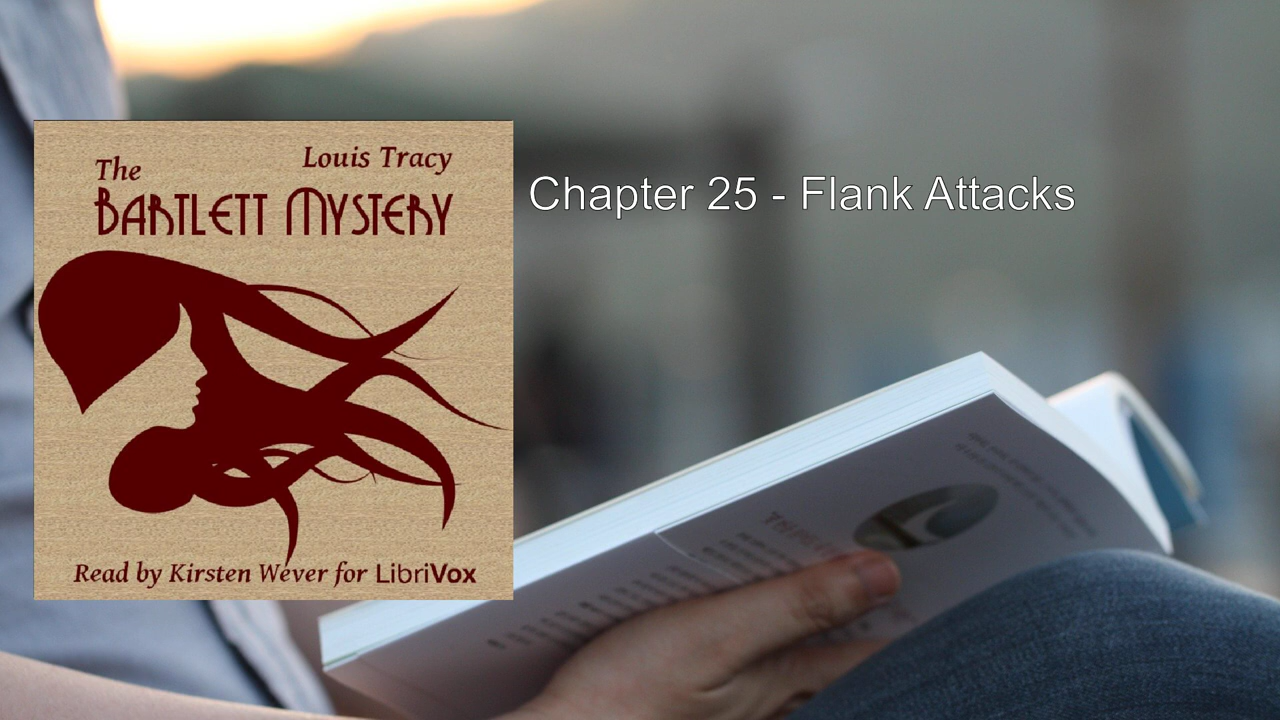 The
Louis Tracy
BARTLETT MYSTERY
Read by Kirsten Wever for LibriVox
Chapter 25 - Flank Attacks